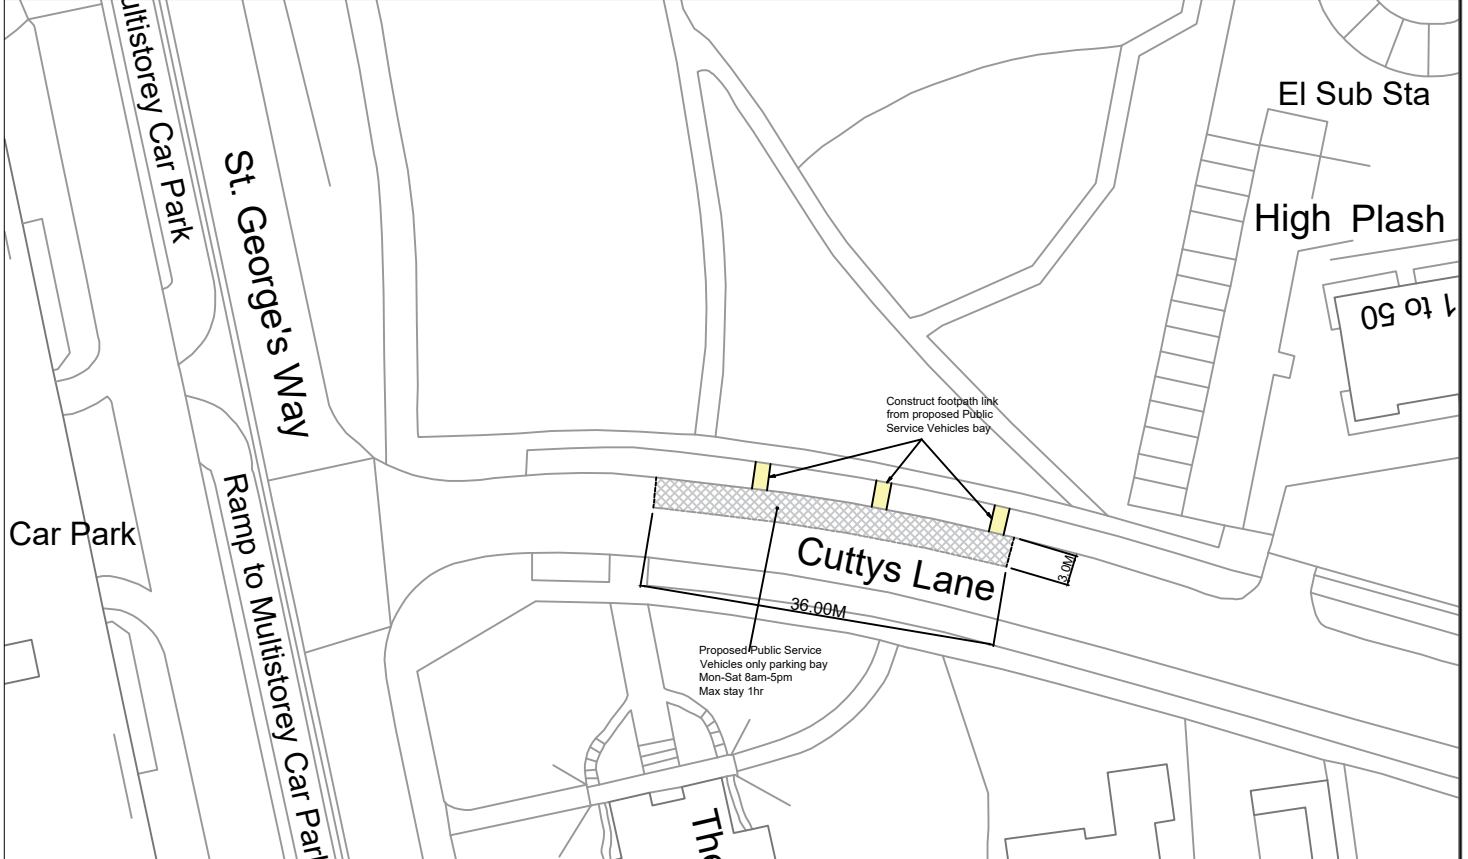 ultistorey Car Park
St. George's Way
El Sub Sta
High Plash
1 to 50
Construct footpath link
from proposed Public
Service Vehicles bay
Car Park
Ramp to Multistorey Car Park
Cuttys Lane
3.0M
36.00M
Proposed Public Service
Vehicles only parking bay
Mon-Sat 8am-5pm
Max stay 1hr
The